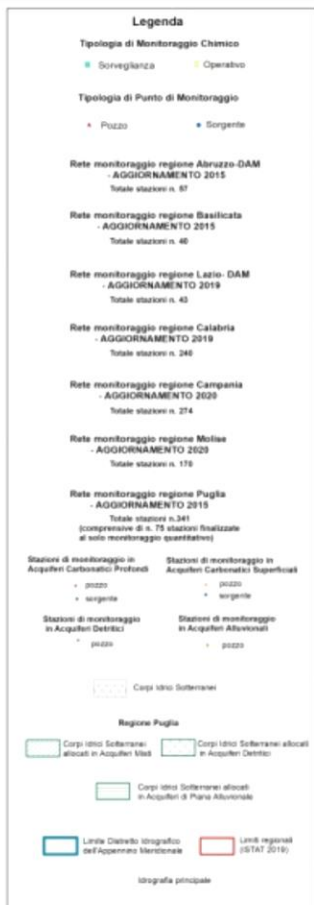 Legenda
Tipologia di Monitoraggio Chimico
Sorveglianza
Operativo
Tipologia di Punto di Monitoraggio
Pozzo
Sorgente
Rete monitoraggio regione Abruzzo-DAM
- AGGIORNAMENTO 2015
Totale stazioni n. 87
Rete monitoraggio regione Basilicata
- AGGIORNAMENTO 2015
Totale stazioni n. 40
Rete monitoraggio regione Lazio- DAM
- AGGIORNAMENTO 2019
Totale stazioni n. 43
Rete monitoraggio regione Calabria
- AGGIORNAMENTO 2019
Totale stazioni n. 240
Rete monitoraggio regione Campania
- AGGIORNAMENTO 2020
Totale stazioni n. 274
Rete monitoraggio regione Molise
- AGGIORNAMENTO 2020
Totale stazioni n. 170
Rete monitoraggio regione Puglia
- AGGIORNAMENTO 2015
Totale stazioni n.341
(comprensive di n. 75 stazioni finalizzate
al solo monitoraggio quantitativo)
Stazioni di monitoraggio in
Acquiferi Carbonatici Profondi
pozzo
sorgente
Stazioni di monitoraggio in
Acquiferi Carbonatici Superficiali
pozzo
sorgente
Stazioni di monitoraggio
in Acquiferi Detritici
pozzo
Stazioni di monitoraggio
in Acquiferi Alluvionali
pozzo
Corpi Idrici Sotterranei
Regione Puglia
Corpi Idrici Sotterranei
allocati in Acquiferi Misti
Corpi Idrici Sotterranei allocati
in Acquiferi Detritici
Corpi Idrici Sotterranei allocati
in Acquiferi di Piana Alluvionale
Limite Distretto Idrografico
dell'Appennino Meridionale
Limiti regionali
(ISTAT 2019)
Idrografia principale